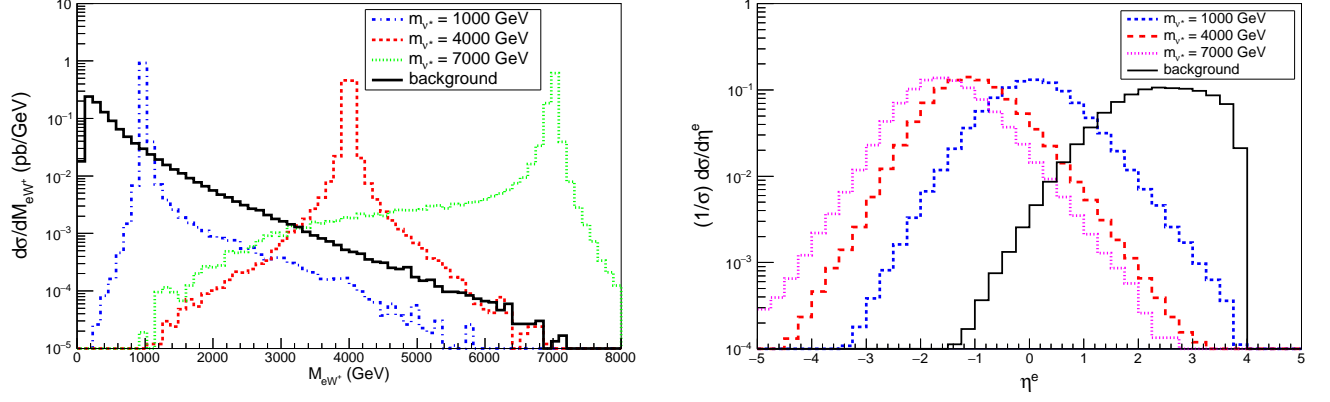 dσ/dM_eW⁺ (pb/GeV)
10
1
10⁻¹
10⁻²
10⁻³
10⁻⁴
10⁻⁵
m_ν* = 1000 GeV
m_ν* = 4000 GeV
m_ν* = 7000 GeV
background
0 1000 2000 3000 4000 5000 6000 7000 8000
M_eW⁺ (GeV)
(1/σ) dσ/dη^e
1
10⁻¹
10⁻²
10⁻³
10⁻⁴
m_ν* = 1000 GeV
m_ν* = 4000 GeV
m_ν* = 7000 GeV
background
−5 −4 −3 −2 −1 0 1 2 3 4 5
η^e